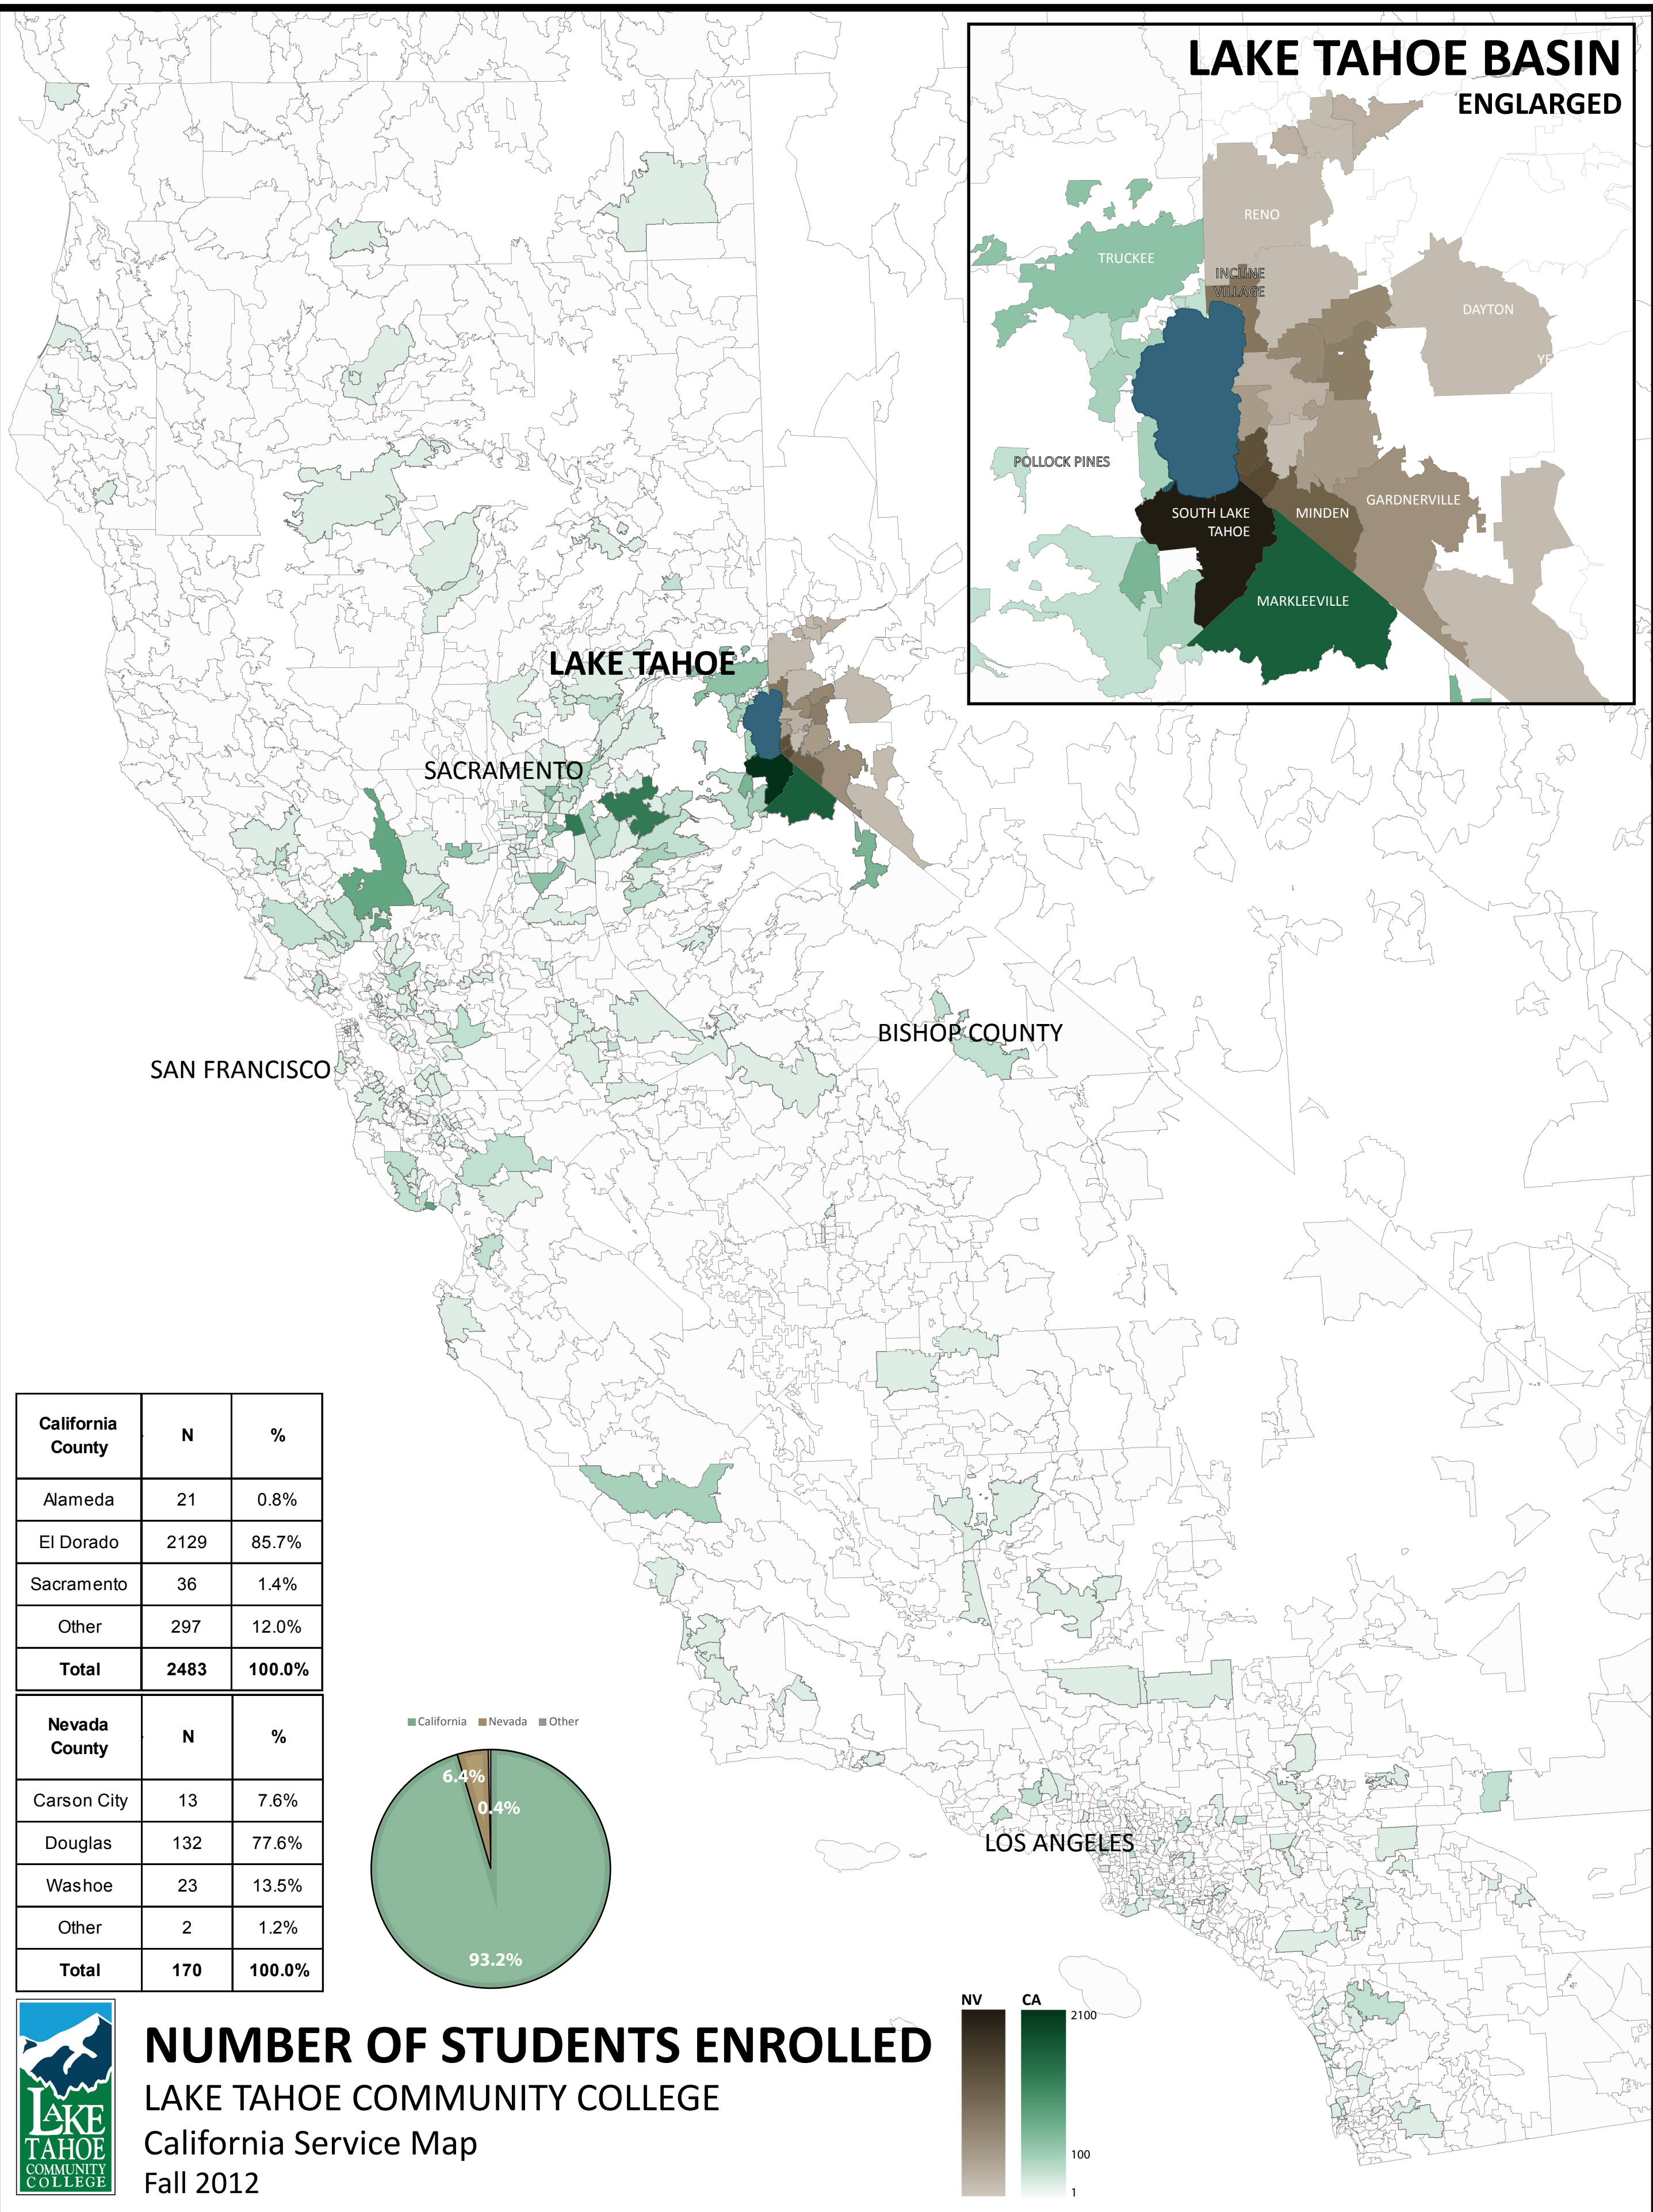 LAKE TAHOE BASIN
ENGLARGED
RENO
TRUCKEE
INCLINE
VILLAGE
DAYTON
YE
POLLOCK PINES
GARDNERVILLE
SOUTH LAKE
TAHOE
MINDEN
MARKLEEVILLE
LAKE TAHOE
SACRAMENTO
BISHOP COUNTY
SAN FRANCISCO
LOS ANGELES
California
County
N
%
Alameda 21 0.8%
El Dorado 2129 85.7%
Sacramento 36 1.4%
Other 297 12.0%
Total 2483 100.0%
Nevada
County
N
%
Carson City 13 7.6%
Douglas 132 77.6%
Washoe 23 13.5%
Other 2 1.2%
Total 170 100.0%
California Nevada Other
6.4%
0.4%
93.2%
NV CA
2100
100
1
LAKE
TAHOE
COMMUNITY
COLLEGE
NUMBER OF STUDENTS ENROLLED
LAKE TAHOE COMMUNITY COLLEGE
California Service Map
Fall 2012